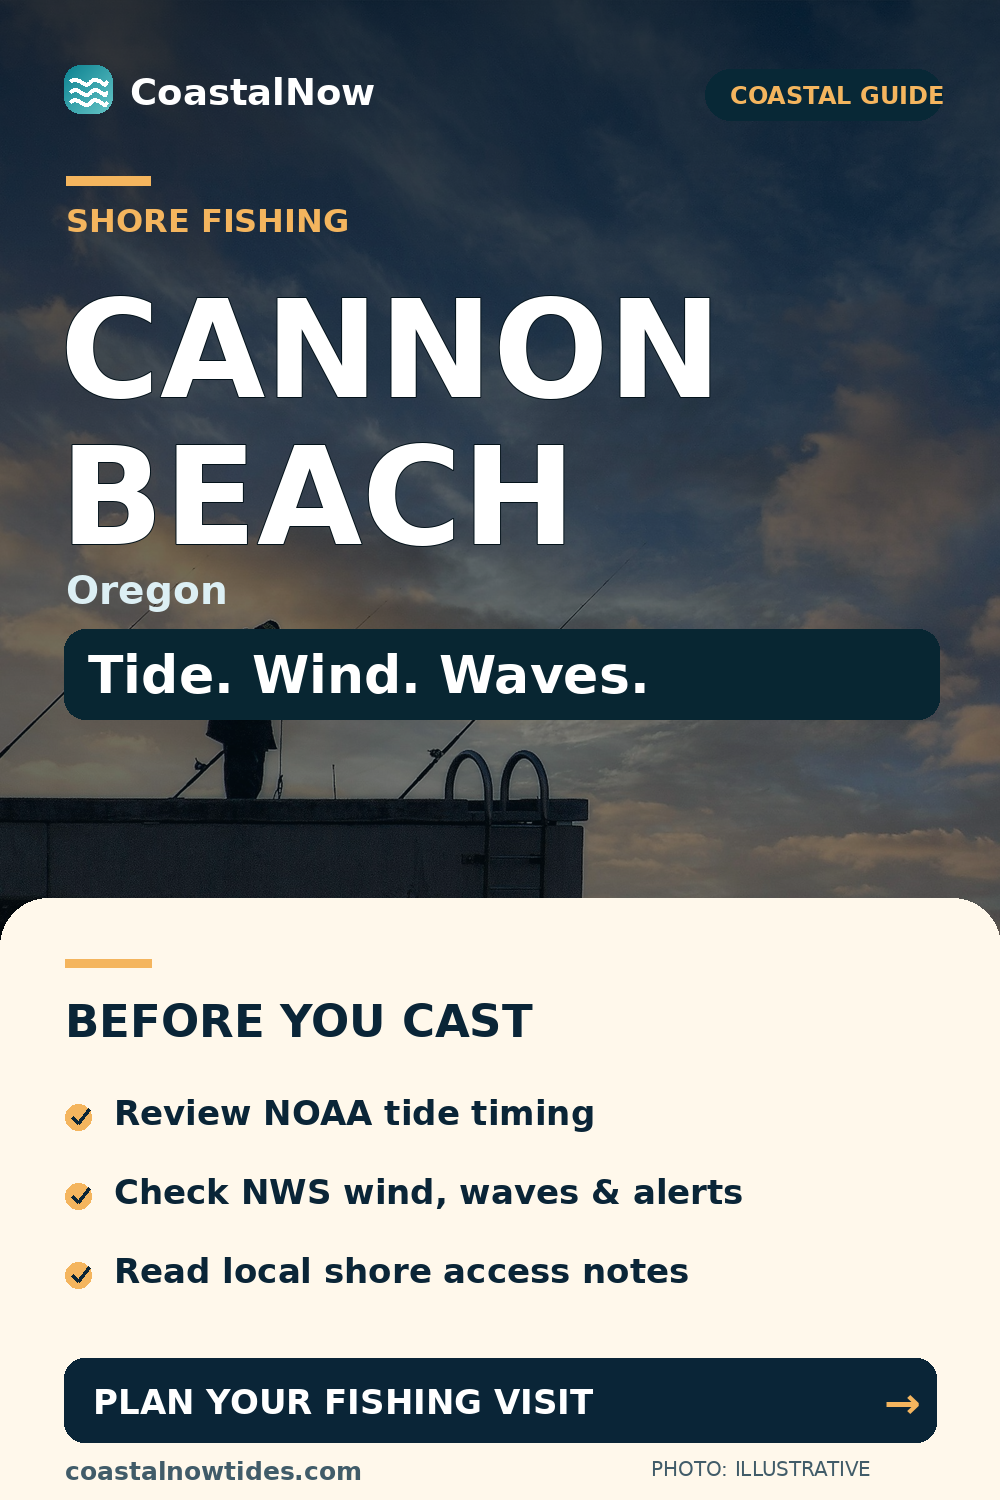 CoastalNow
COASTAL GUIDE
SHORE FISHING
CANNON
BEACH
Oregon
Tide. Wind. Waves.
BEFORE YOU CAST
Review NOAA tide timing
Check NWS wind, waves & alerts
Read local shore access notes
PLAN YOUR FISHING VISIT →
coastalnowtides.com
PHOTO: ILLUSTRATIVE